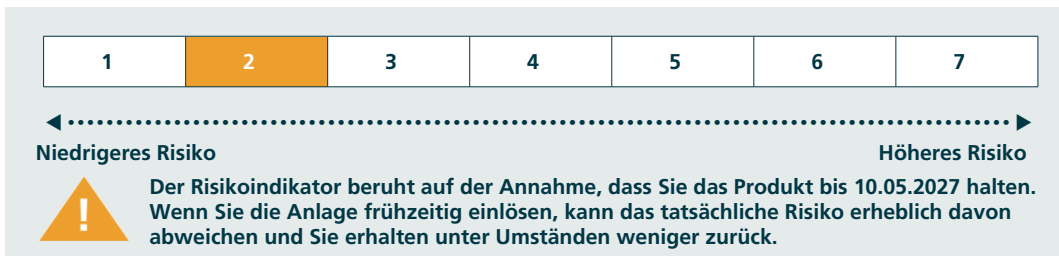 1 2 3 4 5 6 7
Niedrigeres Risiko Höheres Risiko
Der Risikoindikator beruht auf der Annahme, dass Sie das Produkt bis 10.05.2027 halten.
Wenn Sie die Anlage frühzeitig einlösen, kann das tatsächliche Risiko erheblich davon
abweichen und Sie erhalten unter Umständen weniger zurück.